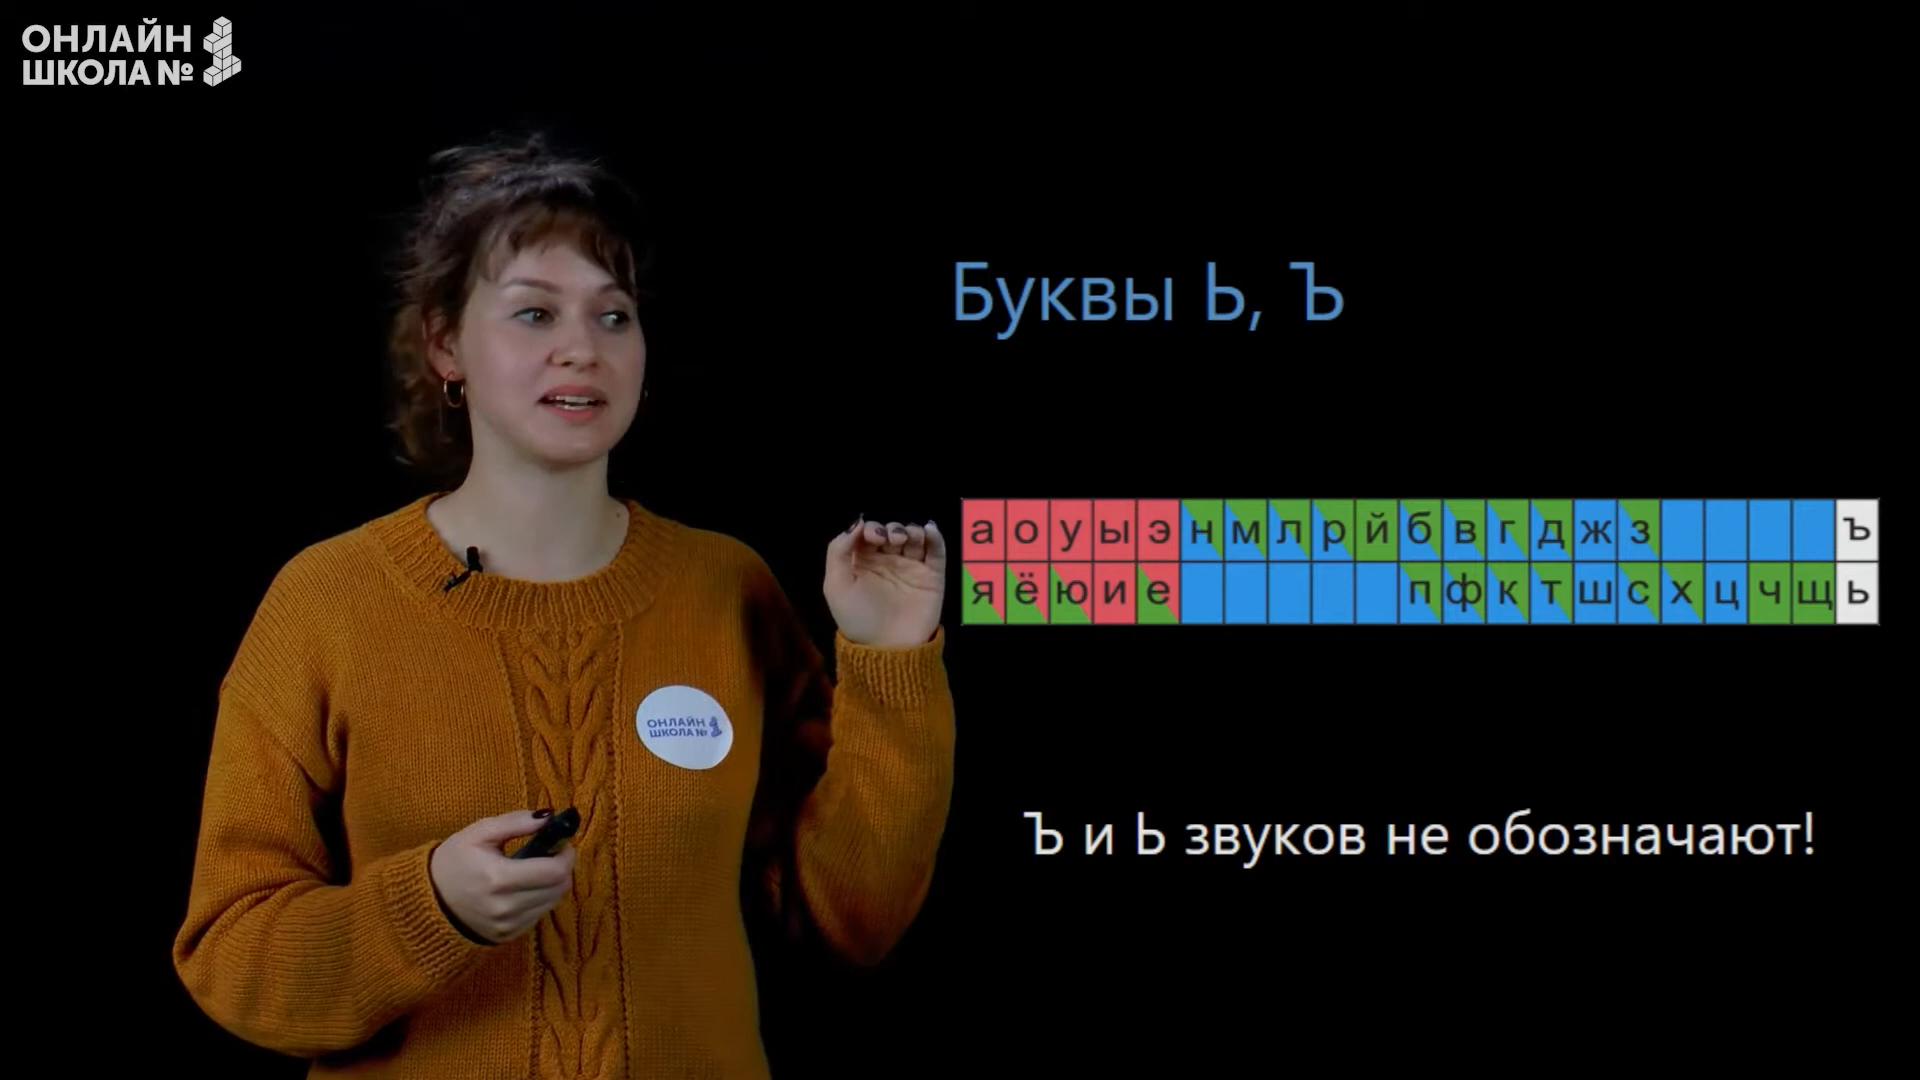 ОНЛАЙН
ШКОЛА №
Буквы Ь, Ъ
а о у ы э н м л р й б в г д ж з ъ
я ё ю и е п ф к т ш с х ц ч щ ь
ОНЛАЙН
ШКОЛА №
Ъ и Ь звуков не обозначают!